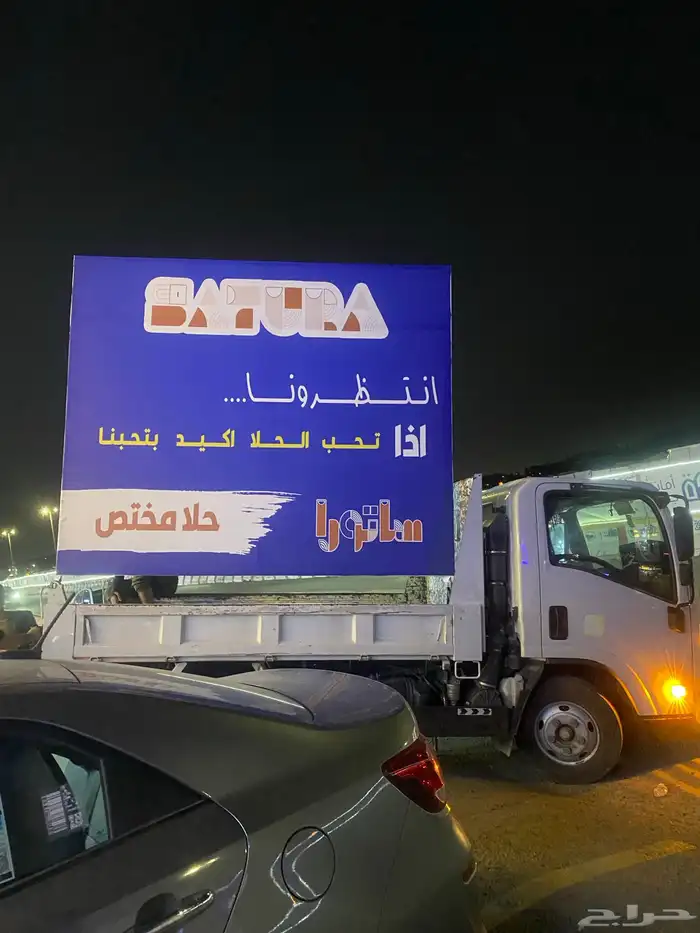 SATURA
انتظرونا....
اذا تحب الحلا اكيد بتحبنا
حلا مختص
ساتورا
حراج